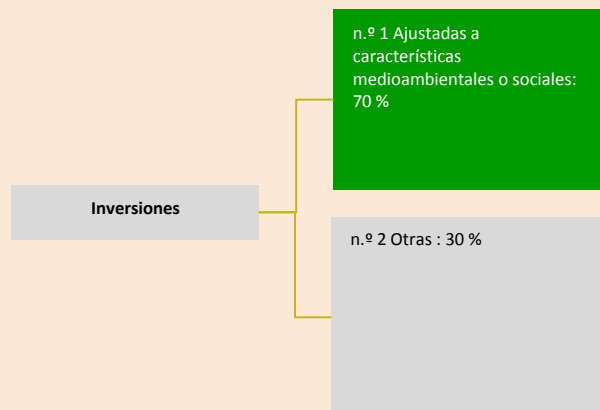 n.º 1 Ajustadas a
características
medioambientales o sociales:
70 %
Inversiones
n.º 2 Otras : 30 %